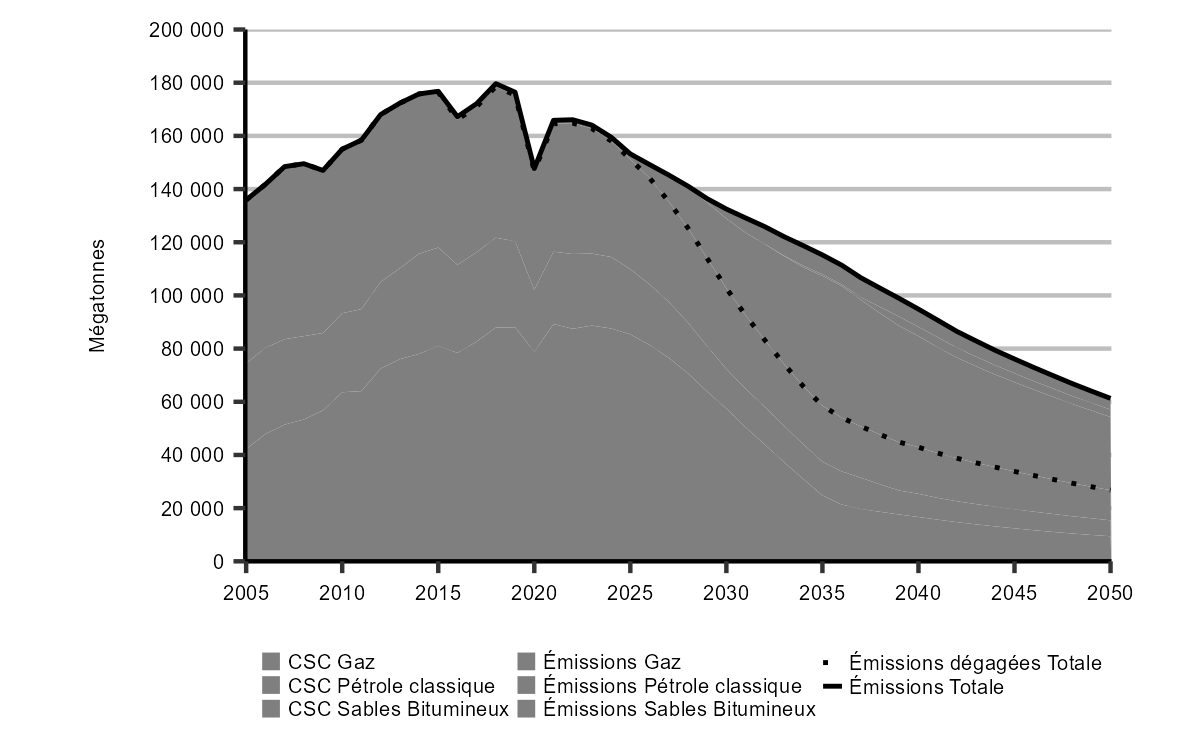 200 000
180 000
160 000
140 000
120 000
100 000
80 000
60 000
40 000
20 000
0
Mégatonnes
2005 2010 2015 2020 2025 2030 2035 2040 2045 2050
CSC Gaz Émissions Gaz Émissions dégagées Totale
CSC Pétrole classique Émissions Pétrole classique Émissions Totale
CSC Sables Bitumineux Émissions Sables Bitumineux